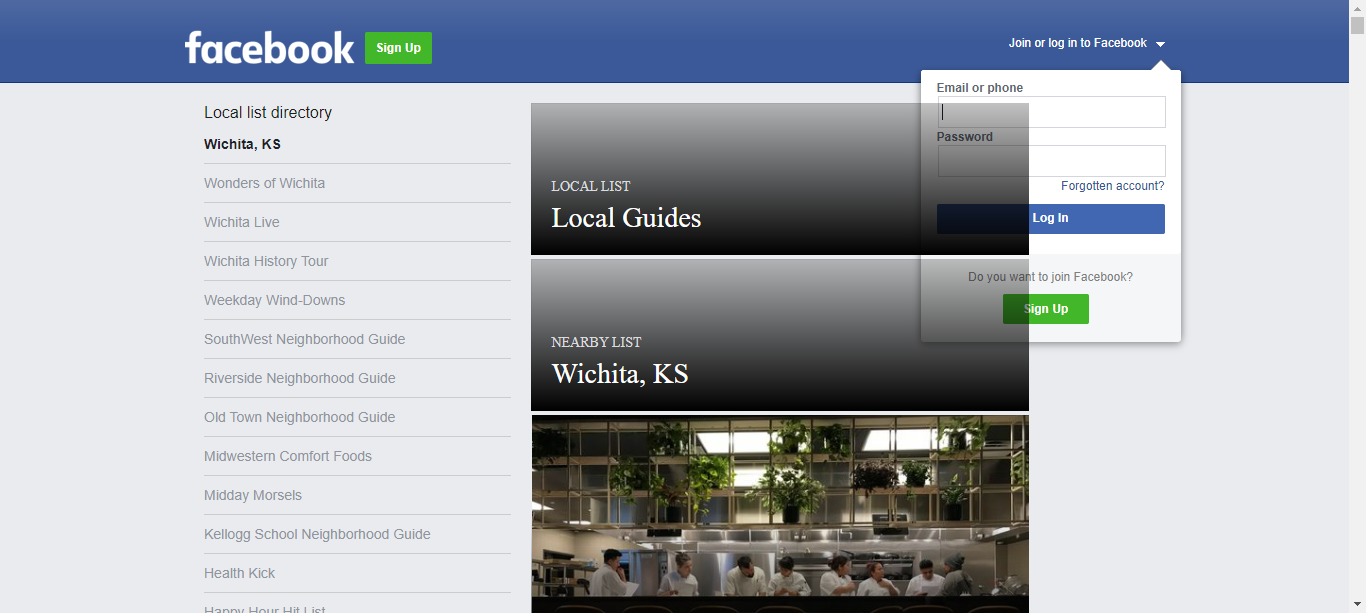 facebook
Sign Up
Join or log in to Facebook
Email or phone
Password
Forgotten account?
Log In
Do you want to join Facebook?
Sign Up
Local list directory
Wichita, KS
Wonders of Wichita
Wichita Live
Wichita History Tour
Weekday Wind-Downs
SouthWest Neighborhood Guide
Riverside Neighborhood Guide
Old Town Neighborhood Guide
Midwestern Comfort Foods
Midday Morsels
Kellogg School Neighborhood Guide
Health Kick
Happy Hour Hit List
LOCAL LIST
Local Guides
NEARBY LIST
Wichita, KS